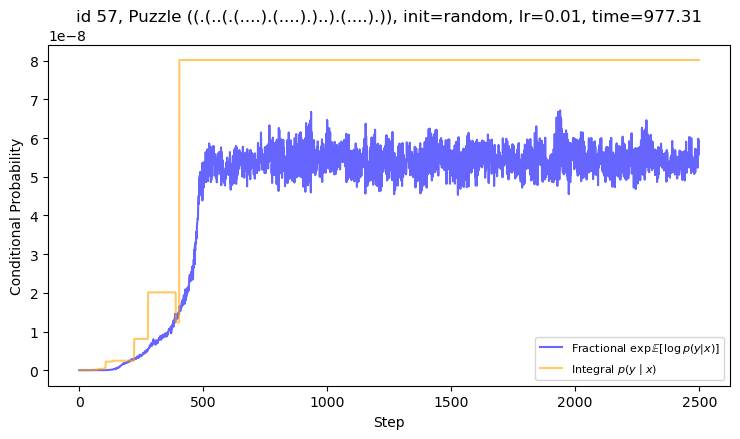 id 57, Puzzle ((.(..(.(....).(....).)..).(....).)), init=random, lr=0.01, time=977.31
1e−8
8
7
6
5
4
3
2
1
0
Conditional Probability
Fractional exp𝔼[log p(y|x)]
Integral p(y | x)
0
500
1000
1500
2000
2500
Step